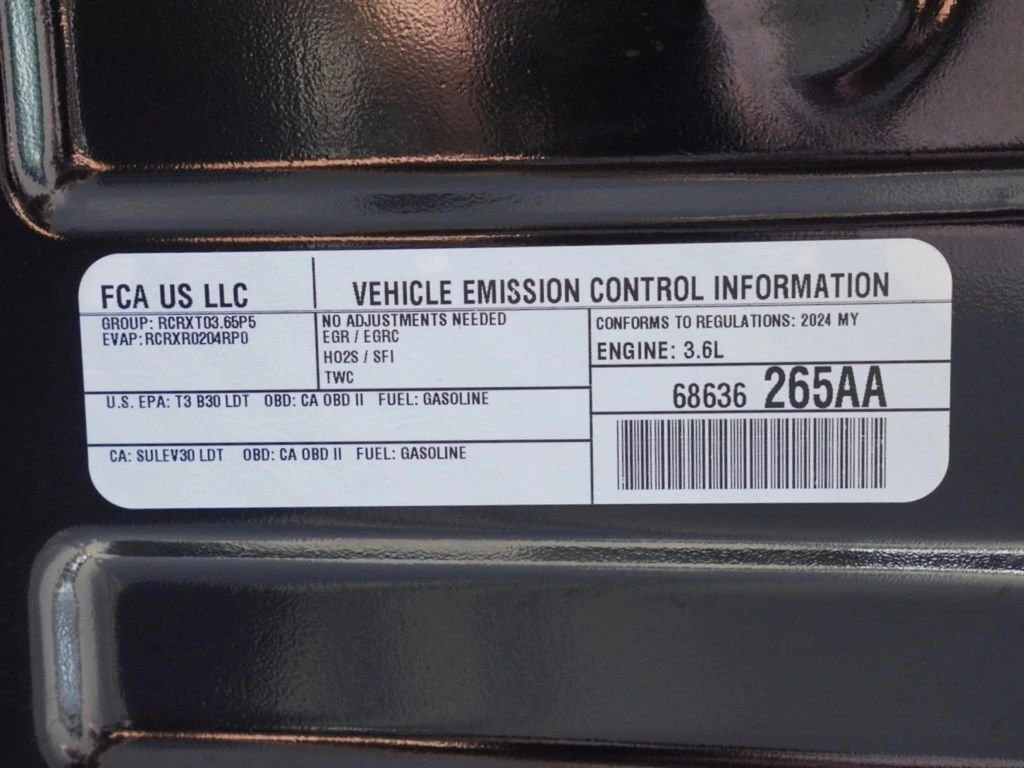 FCA US LLC
VEHICLE EMISSION CONTROL INFORMATION
GROUP: RCRXT03.65P5
EVAP: RCRXR0204RP0
NO ADJUSTMENTS NEEDED
EGR / EGRC
HO2S / SFI
TWC
CONFORMS TO REGULATIONS: 2024 MY
ENGINE: 3.6L
68636 265AA
U.S. EPA: T3 B30 LDT OBD: CA OBD II FUEL: GASOLINE
CA: SULEV30 LDT OBD: CA OBD II FUEL: GASOLINE